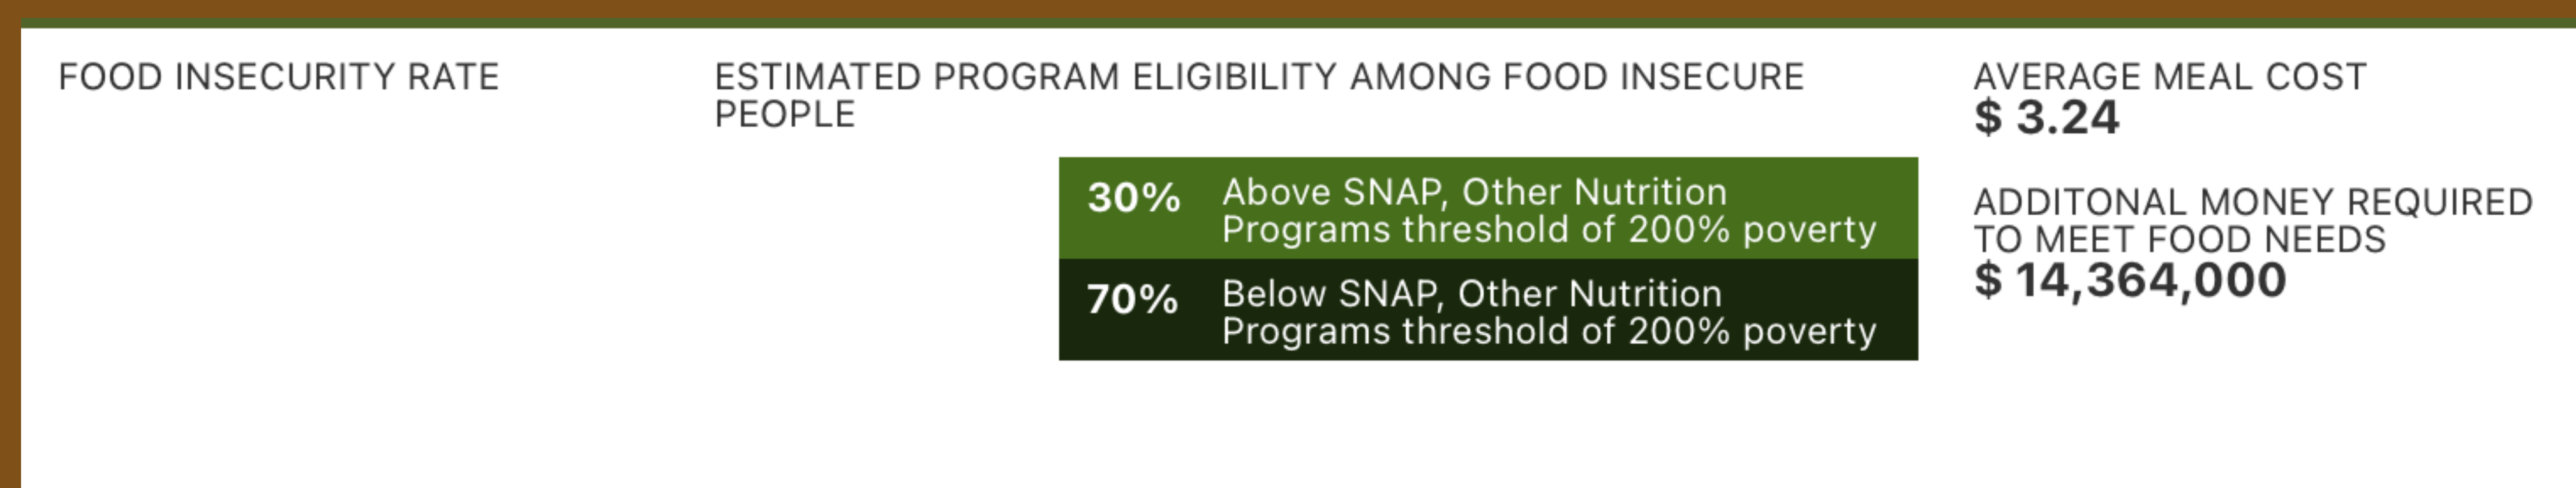 FOOD INSECURITY RATE
ESTIMATED PROGRAM ELIGIBILITY AMONG FOOD INSECURE
PEOPLE
30%
Above SNAP, Other Nutrition
Programs threshold of 200% poverty
70%
Below SNAP, Other Nutrition
Programs threshold of 200% poverty
AVERAGE MEAL COST
$ 3.24
ADDITONAL MONEY REQUIRED
TO MEET FOOD NEEDS
$ 14,364,000